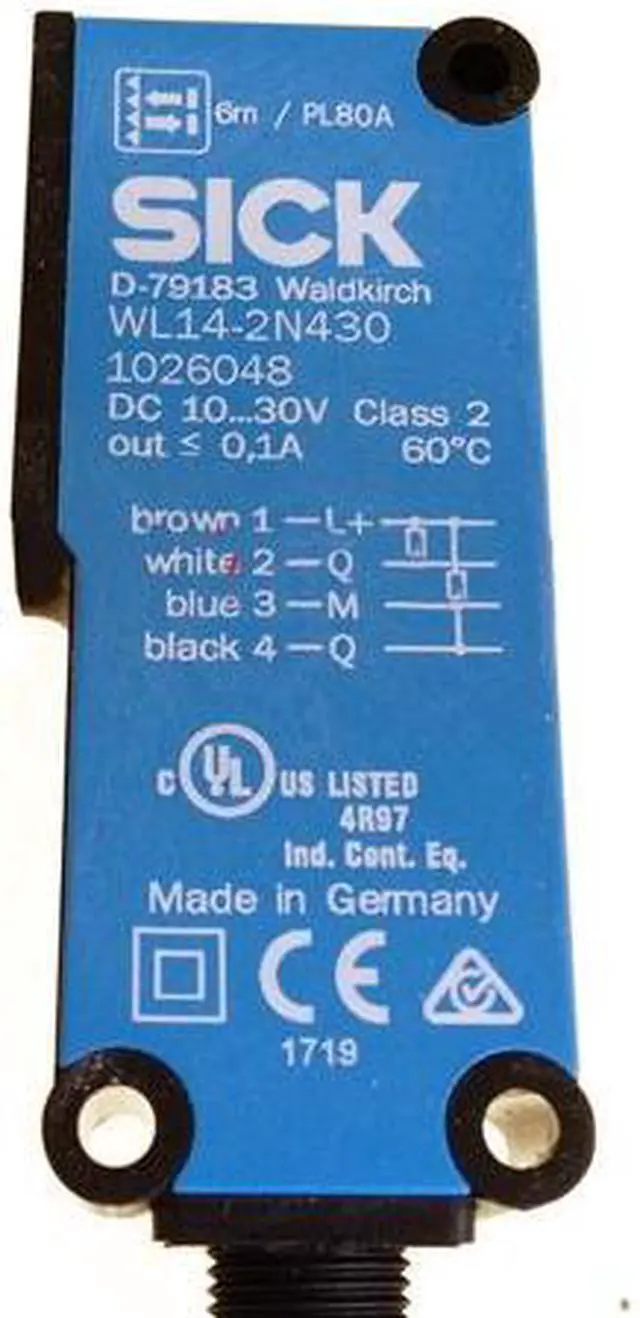 6m / PL80A
SICK
D-79183 Waldkirch
WL14-2N430
1026048
DC 10...30V Class 2
out ≤ 0,1A 60°C
brown 1 — L+
white 2 — Q
blue 3 — M
black 4 — Q
C UL US LISTED
4R97
Ind. Cont. Eq.
Made in Germany
CE
1719